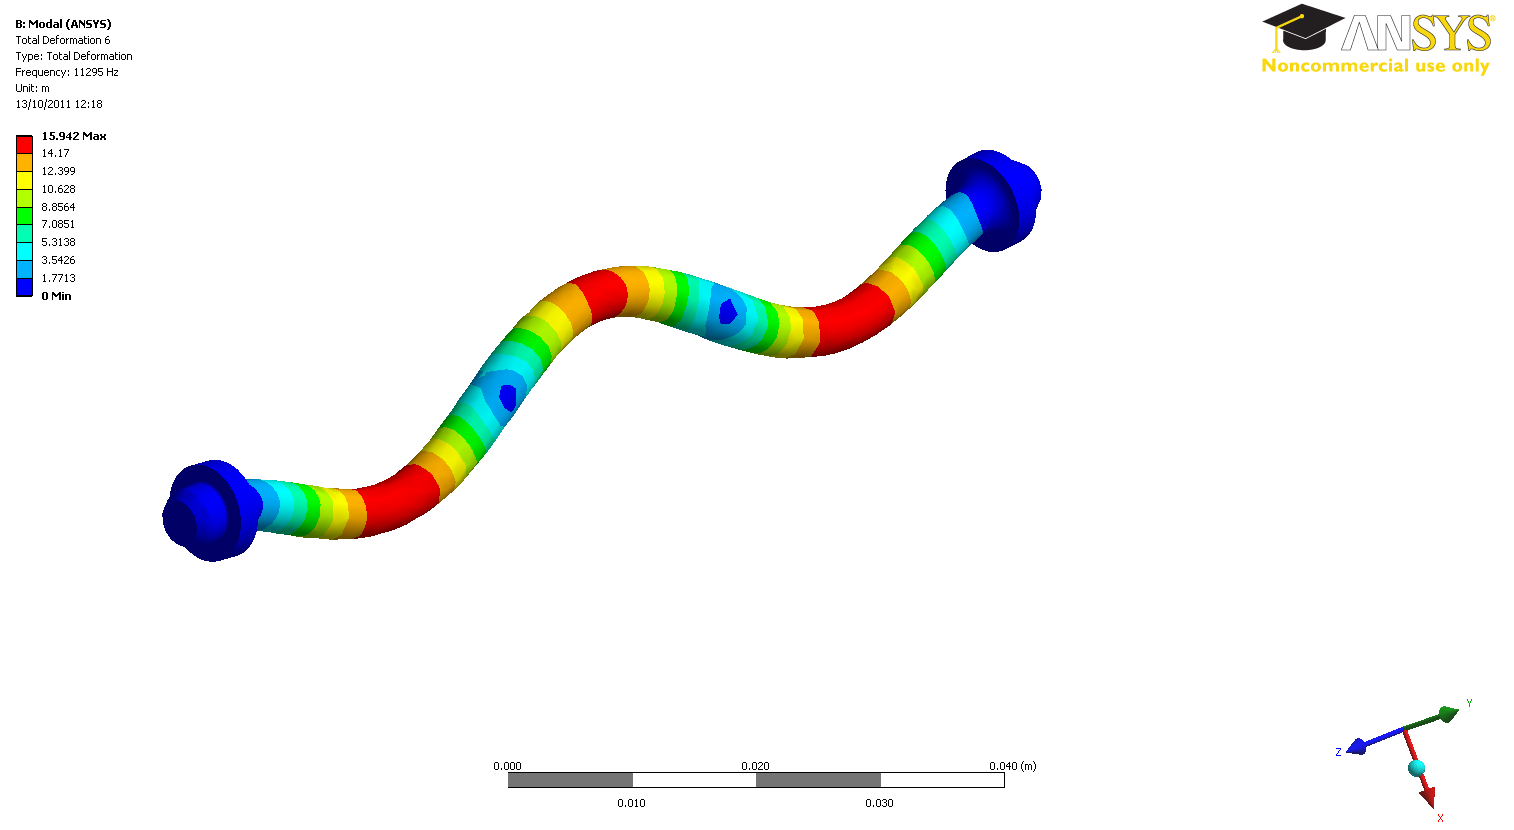 B: Modal (ANSYS)
Total Deformation 6
Type: Total Deformation
Frequency: 11295 Hz
Unit: m
13/10/2011 12:18
15.942 Max
14.17
12.399
10.628
8.8564
7.0851
5.3138
3.5426
1.7713
0 Min
ANSYS®
Noncommercial use only
0.000 0.020 0.040 (m)
0.010 0.030
Y
Z
X